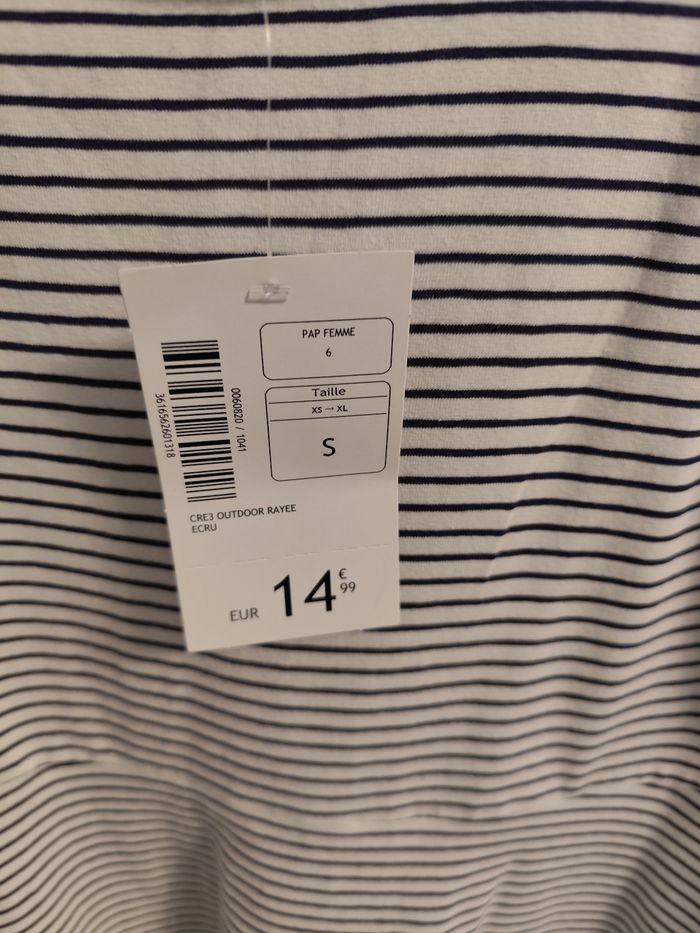 PAP FEMME
6
Taille
XS → XL
S
0060820 / 1041
3616562601318
CRE3 OUTDOOR RAYEE
ECRU
EUR 14 € 99